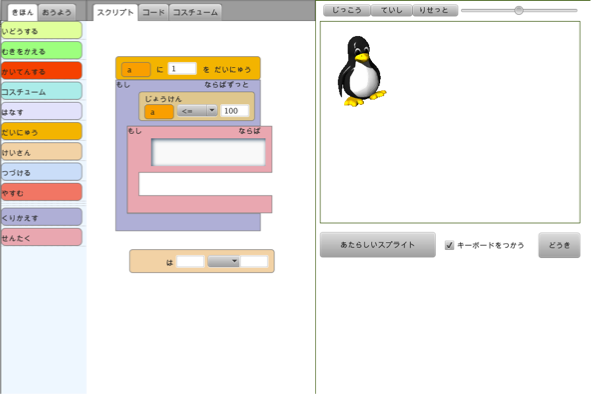 きほん おうよう
スクリプト コード コスチューム
じっこう ていし りせっと
いどうする
むきをかえる
かいてんする
コスチューム
はなす
だいにゅう
けいさん
つづける
やすむ
くりかえす
せんたく
a に 1 を だいにゅう
もし ならばずっと
じょうけん
a <= 100
もし ならば
は
あたらしいスプライト
キーボードをつかう
どうき